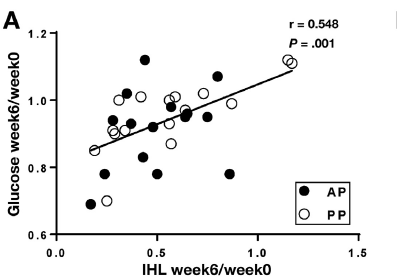 A
r = 0.548
P = .001
1.2
1.0
0.8
0.6
Glucose week6/week0
AP
PP
0.0
0.5
1.0
1.5
IHL week6/week0